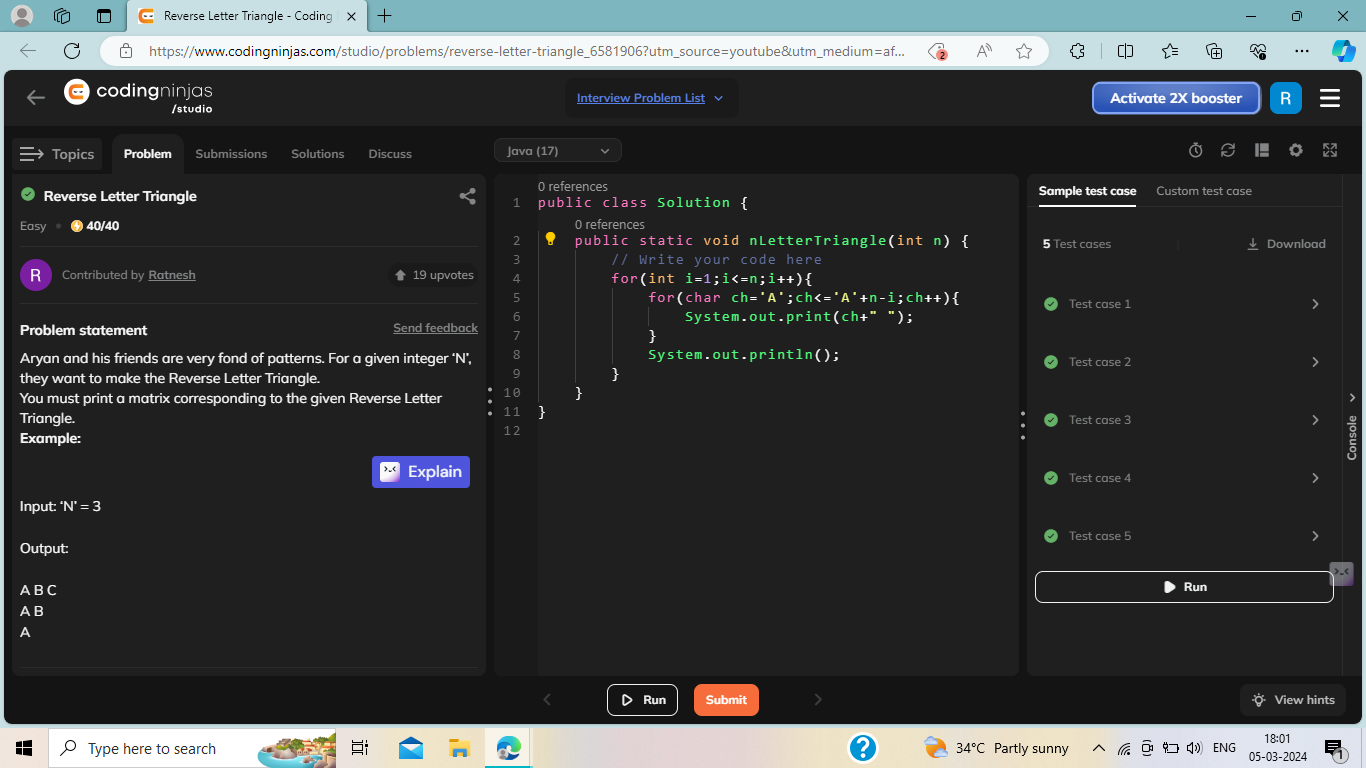 Reverse Letter Triangle - Coding
https://www.codingninjas.com/studio/problems/reverse-letter-triangle_6581906?utm_source=youtube&utm_medium=af...
2
codingninjas
/studio
Interview Problem List
Activate 2X booster
R
Topics
Problem
Submissions
Solutions
Discuss
Java (17)
Reverse Letter Triangle
Easy
40/40
R
Contributed by Ratnesh
19 upvotes
Problem statement
Send feedback
Aryan and his friends are very fond of patterns. For a given integer ‘N’,
they want to make the Reverse Letter Triangle.
You must print a matrix corresponding to the given Reverse Letter
Triangle.
Example:
Explain
Input: ‘N’ = 3
Output:
A B C
A B
A
0 references
1 public class Solution {
0 references
2 public static void nLetterTriangle(int n) {
3 // Write your code here
4 for(int i=1;i<=n;i++){
5 for(char ch='A';ch<='A'+n-i;ch++){
6 System.out.print(ch+" ");
7 }
8 System.out.println();
9 }
10 }
11 }
12
Sample test case
Custom test case
5 Test cases
Download
Test case 1
Test case 2
Test case 3
Test case 4
Test case 5
Run
Console
Run
Submit
View hints
Type here to search
34°C Partly sunny
ENG
18:01
05-03-2024
1